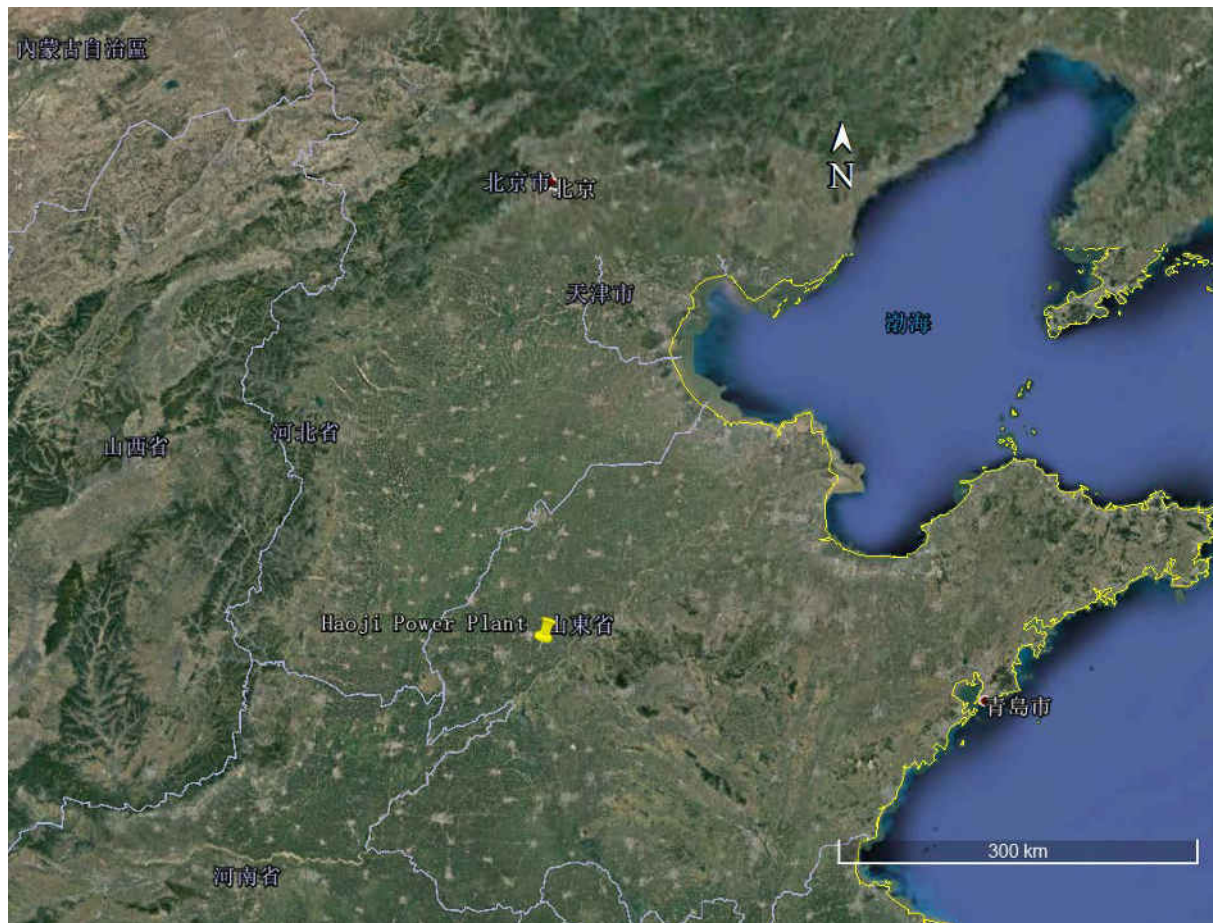 內蒙古自治區
N
北京市
北京
天津市
渤海
山西省
河北省
Haoji Power Plant
山東省
青島市
300 km
河南省